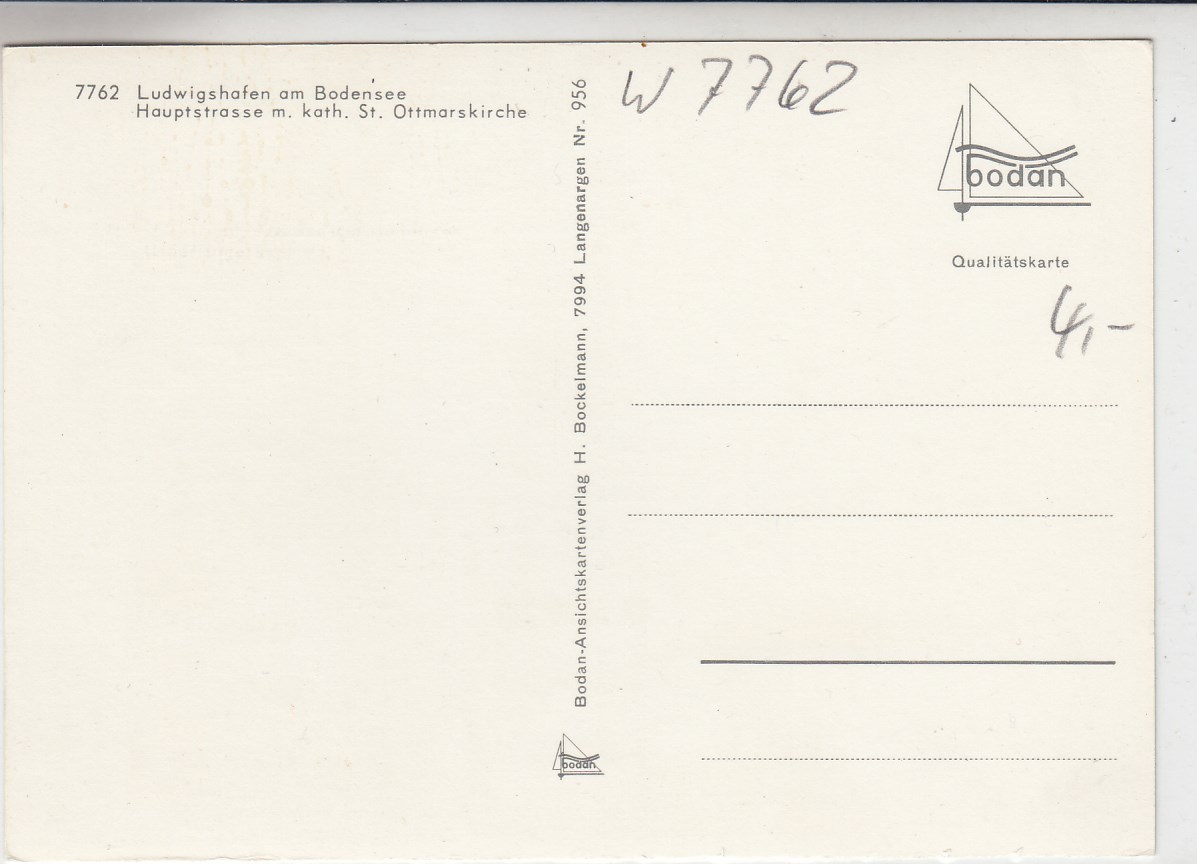 7762 Ludwigshafen am Bodensee
Hauptstrasse m. kath. St. Ottmarskirche
Bodan-Ansichtskartenverlag H. Bockelmann, 7994 Langenargen Nr. 956
bodan
W 7762
bodan
Qualitätskarte
4,-